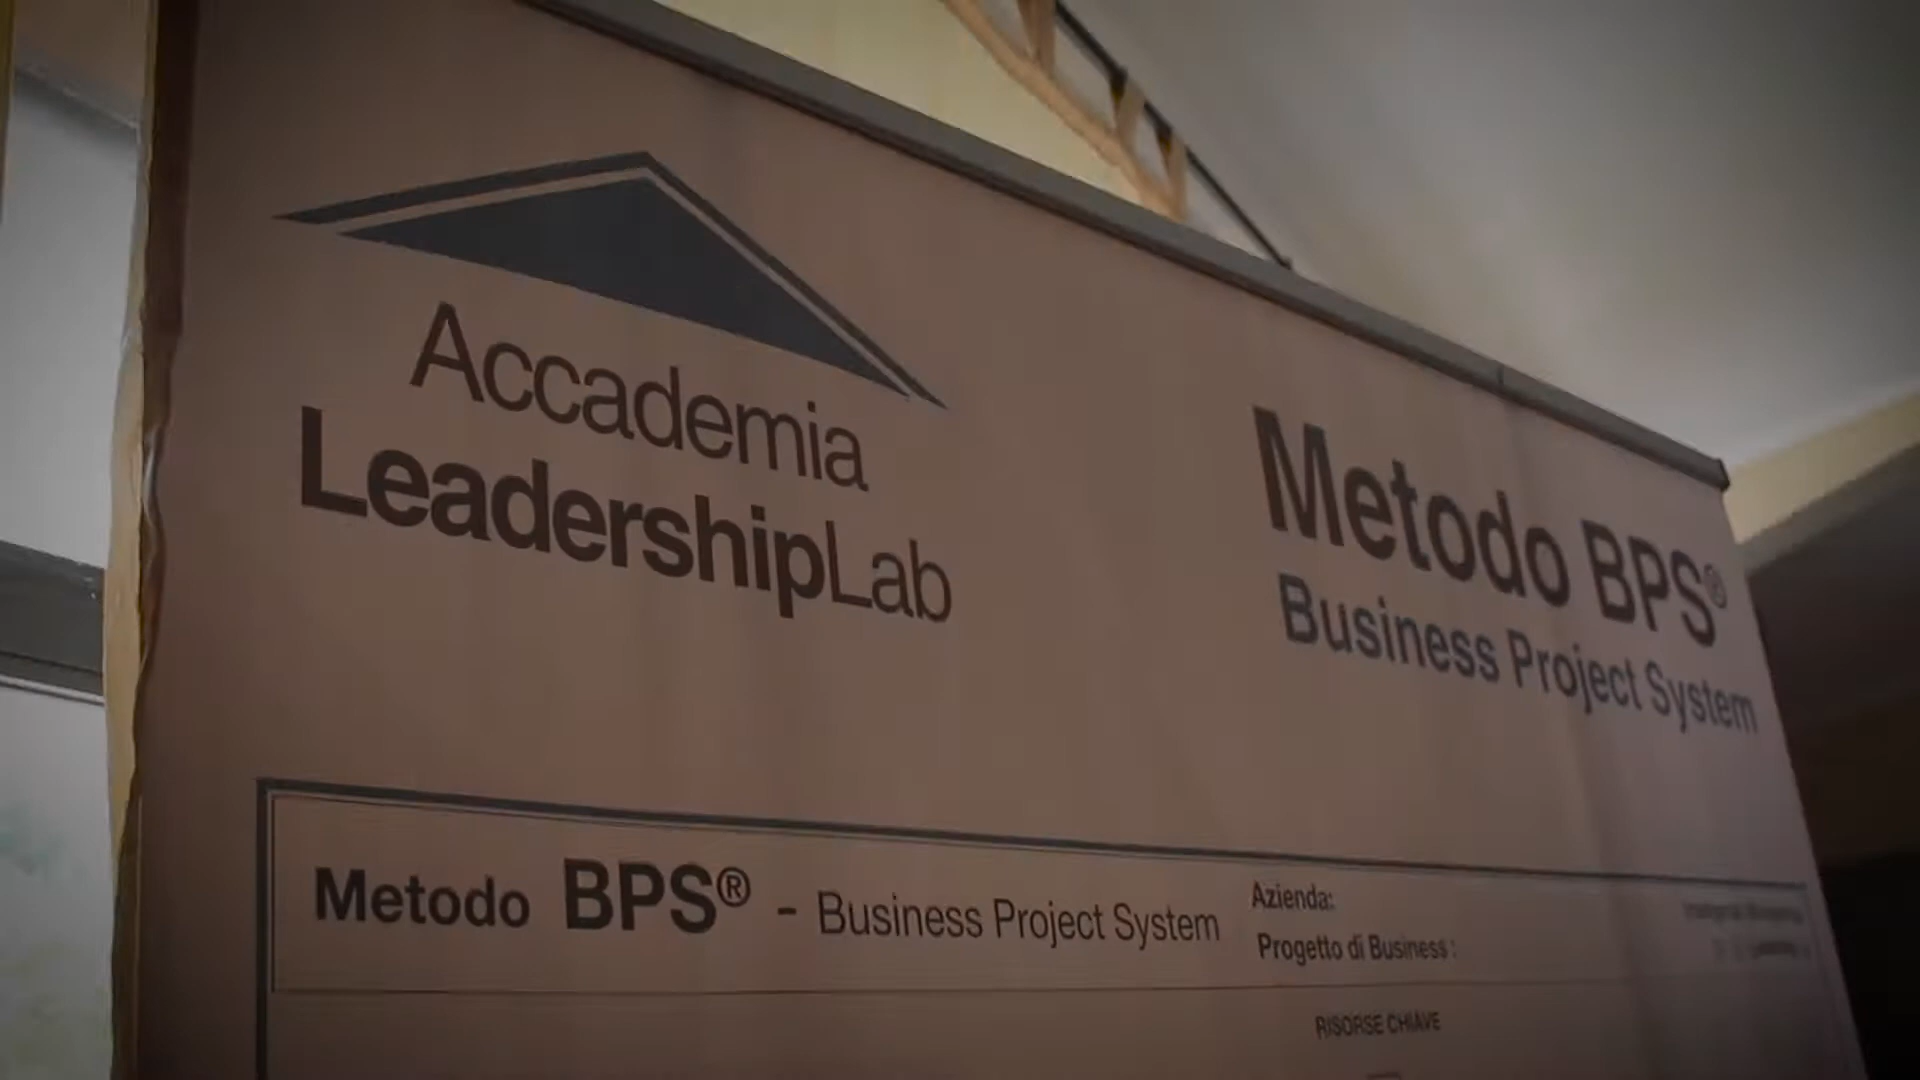 Accademia
LeadershipLab
Metodo BPS®
Business Project System
Metodo BPS® - Business Project System
Azienda:
Progetto di Business :
RISORSE CHIAVE